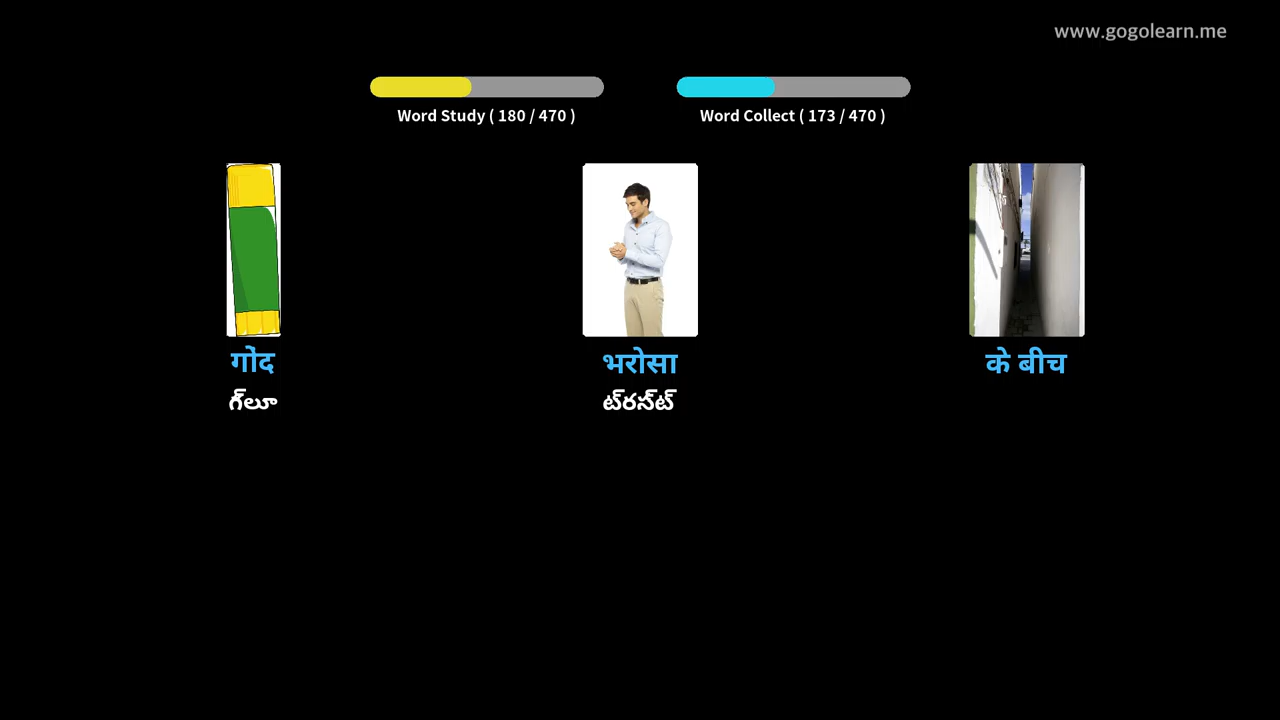 www.gogolearn.me
Word Study ( 180 / 470 )
Word Collect ( 173 / 470 )
गोंद
भरोसा
के बीच
గ్‌లూ
ట్‌రస్‌ట్